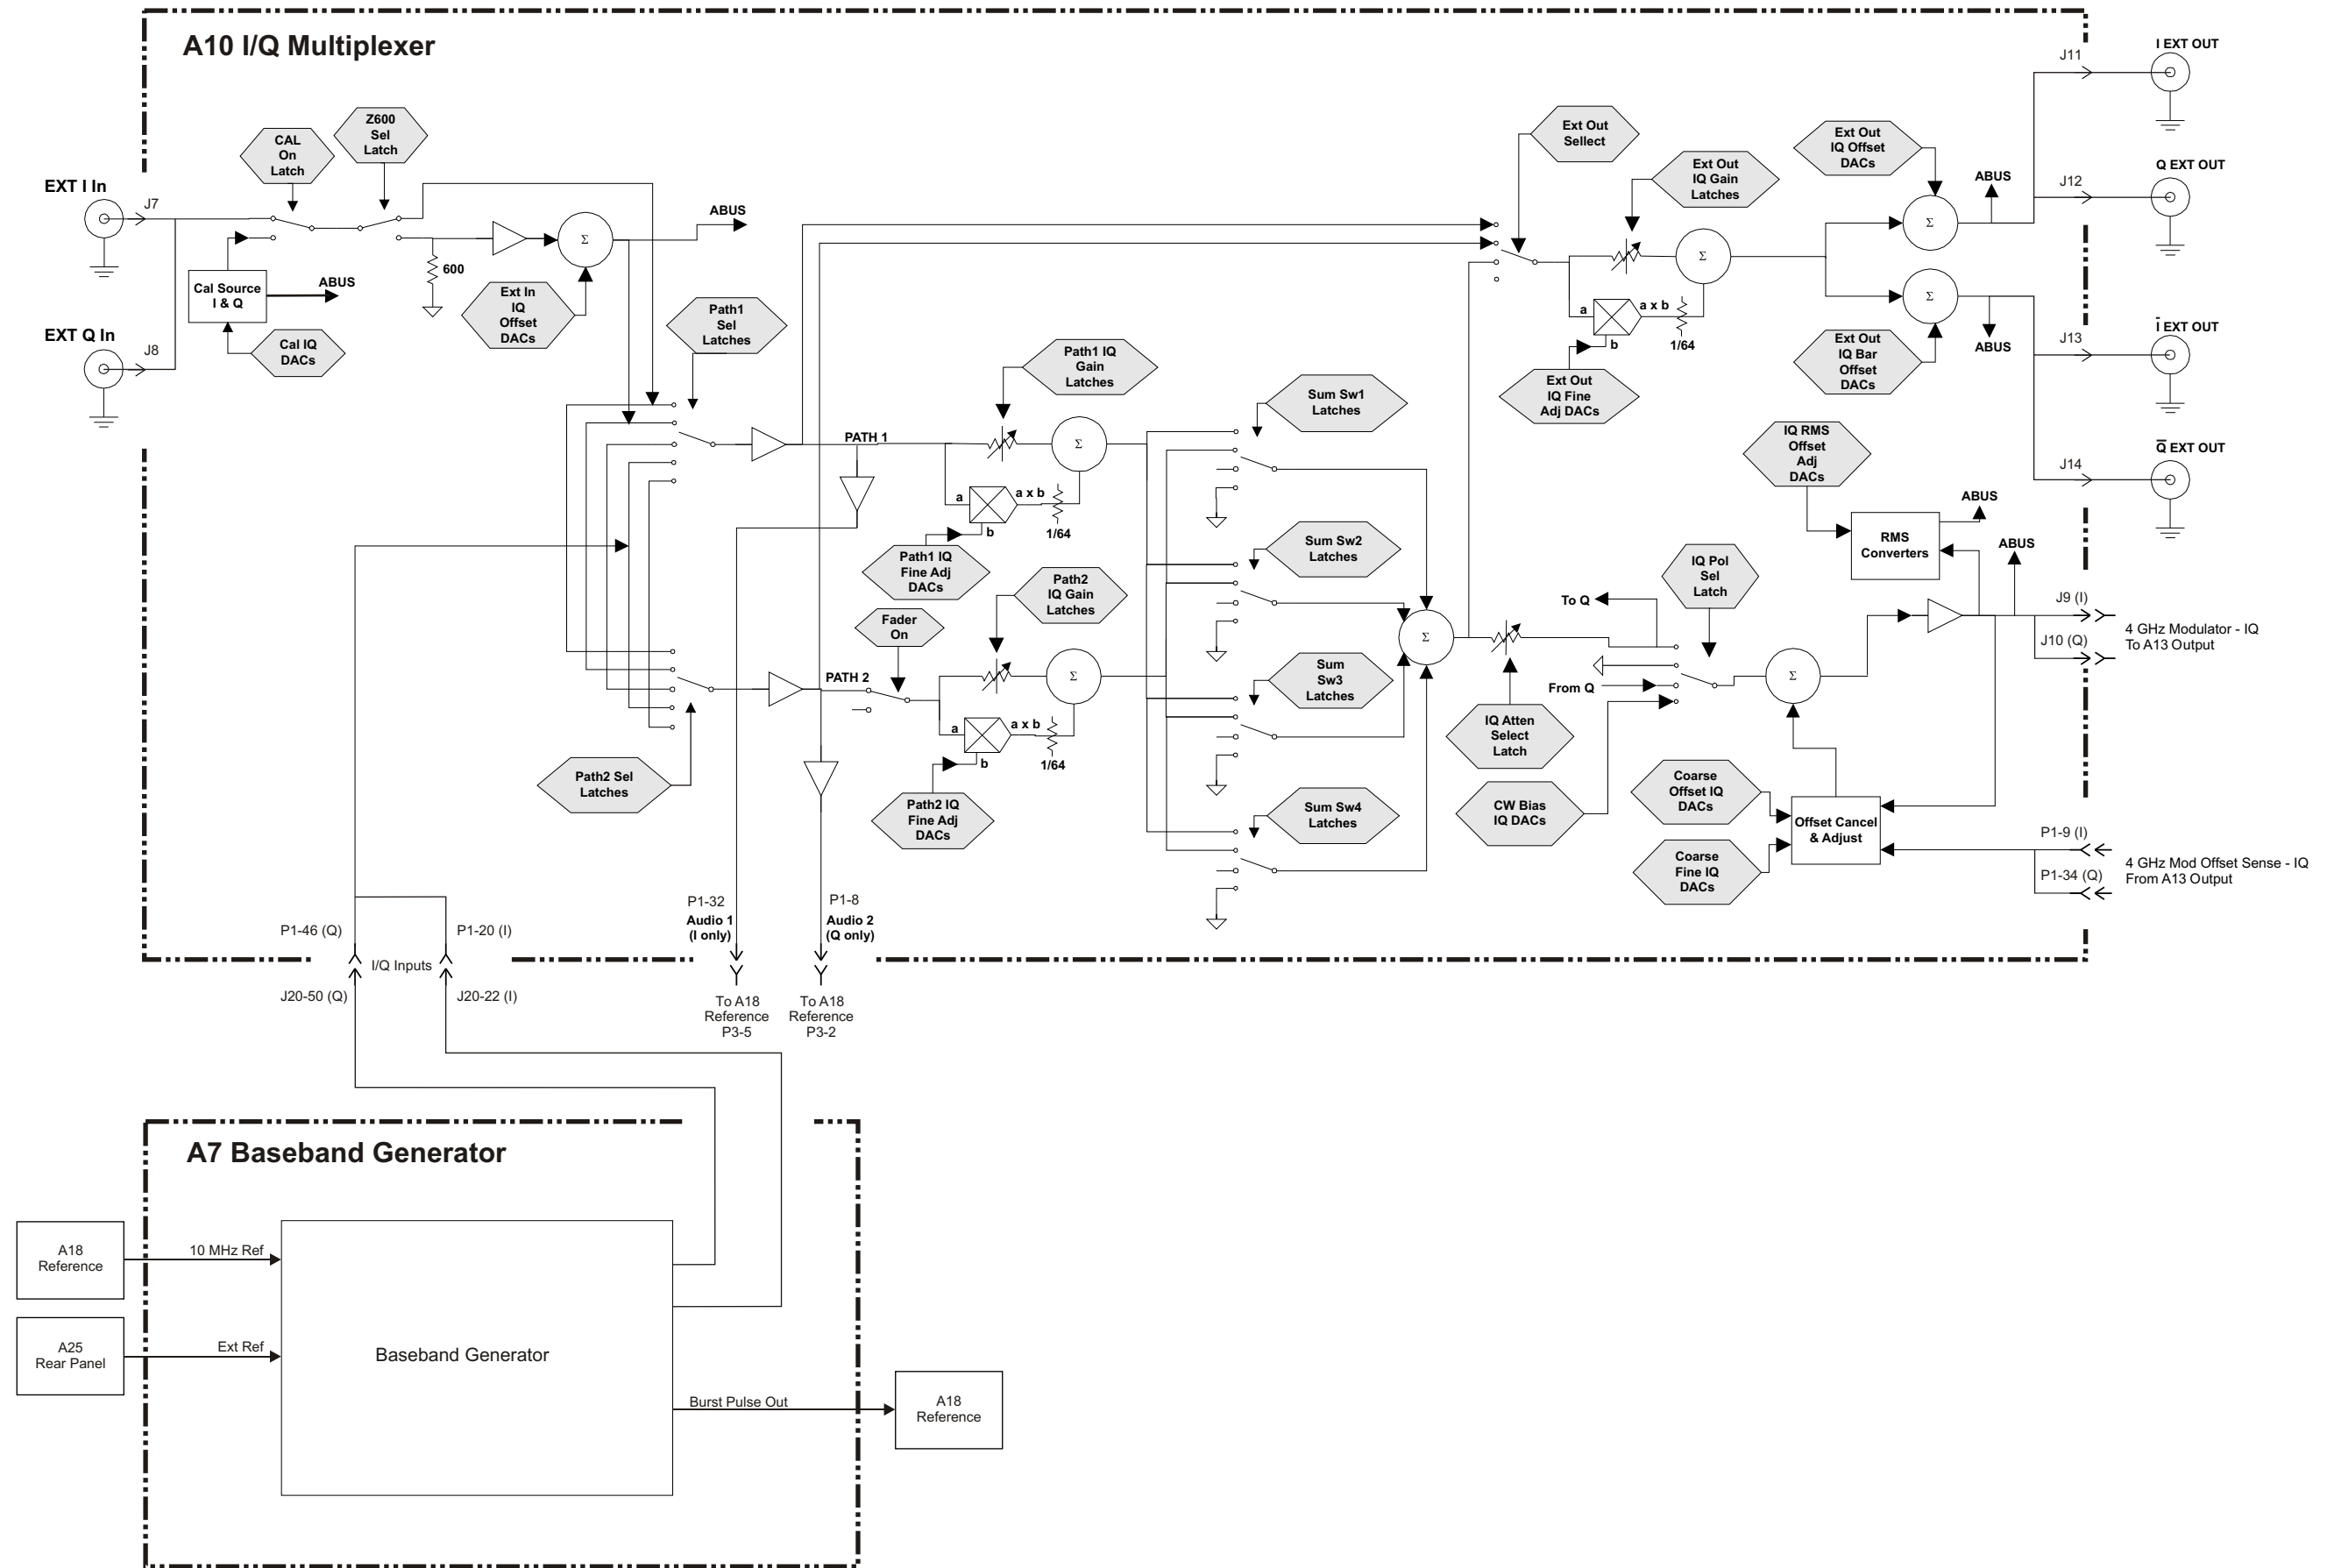 A10 I/Q Multiplexer
EXT I In
J7
EXT Q In
J8
CAL
On
Latch
Z600
Sel
Latch
Cal Source
I & Q
ABUS
Cal IQ
DACs
600
Σ
ABUS
Ext In
IQ
Offset
DACs
Path1
Sel
Latches
Path2 Sel
Latches
PATH 1
Path1 IQ
Gain
Latches
Σ
a
a x b
b
1/64
Path1 IQ
Fine Adj
DACs
Fader
On
PATH 2
Path2
IQ Gain
Latches
Σ
a
a x b
b
1/64
Path2 IQ
Fine Adj
DACs
Sum Sw1
Latches
Sum Sw2
Latches
Sum
Sw3
Latches
Sum Sw4
Latches
Σ
Ext Out
Sellect
Ext Out
IQ Gain
Latches
Σ
a
a x b
b
1/64
Ext Out
IQ Fine
Adj DACs
Ext Out
IQ Offset
DACs
Σ
ABUS
Σ
ABUS
Ext Out
IQ Bar
Offset
DACs
J11
I EXT OUT
J12
Q EXT OUT
J13
Ī EXT OUT
J14
Q̅ EXT OUT
IQ RMS
Offset
Adj
DACs
RMS
Converters
ABUS
ABUS
IQ Pol
Sel
Latch
To Q
From Q
IQ Atten
Select
Latch
CW Bias
IQ DACs
Σ
Coarse
Offset IQ
DACs
Coarse
Fine IQ
DACs
Offset Cancel
& Adjust
J9 (I)
J10 (Q)
4 GHz Modulator - IQ
To A13 Output
P1-9 (I)
P1-34 (Q)
4 GHz Mod Offset Sense - IQ
From A13 Output
P1-46 (Q)
P1-20 (I)
I/Q Inputs
J20-50 (Q)
J20-22 (I)
P1-32
Audio 1
(I only)
To A18
Reference
P3-5
P1-8
Audio 2
(Q only)
To A18
Reference
P3-2
A7 Baseband Generator
A18
Reference
10 MHz Ref
A25
Rear Panel
Ext Ref
Baseband Generator
Burst Pulse Out
A18
Reference